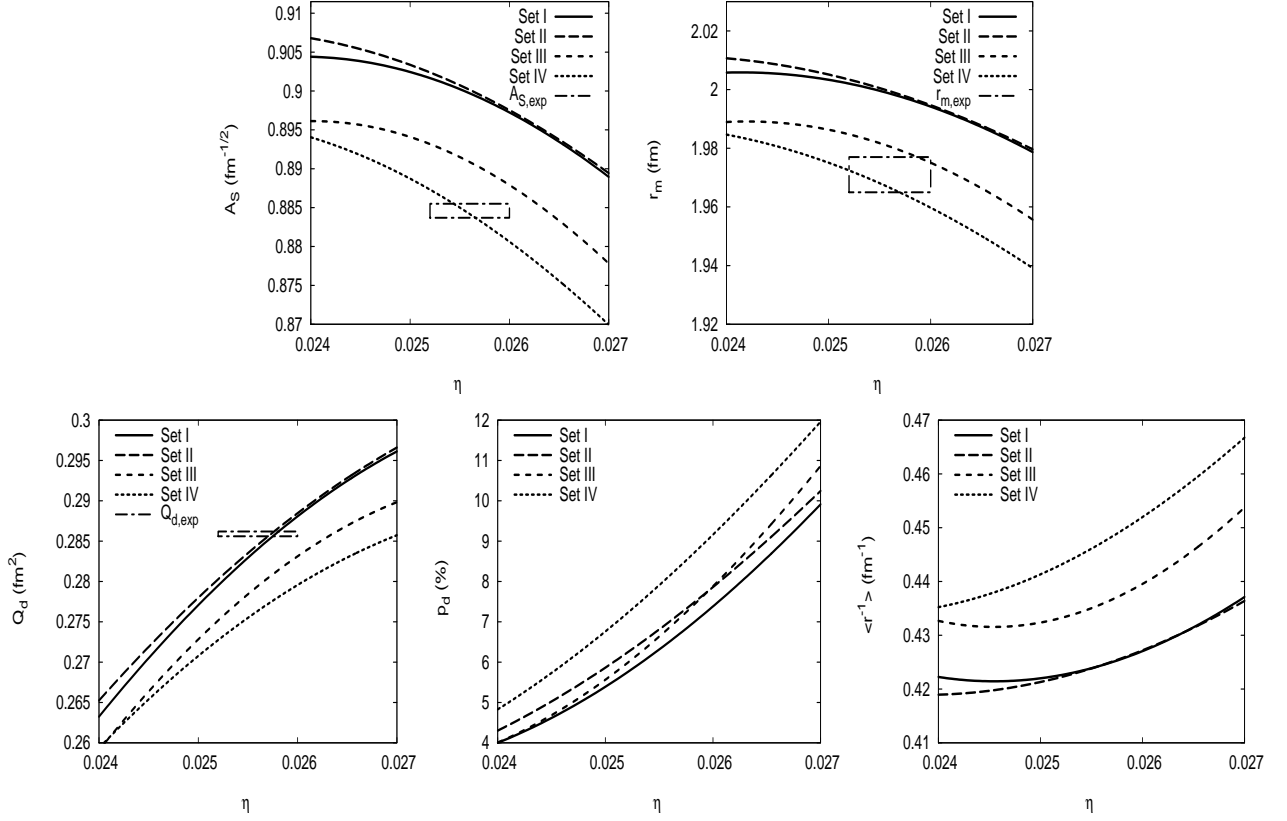 0.91
0.905
0.9
0.895
0.89
0.885
0.88
0.875
0.87
0.024
0.025
0.026
0.027
A_S (fm^{-1/2})
η
Set I
Set II
Set III
Set IV
A_{S,exp}
2.02
2
1.98
1.96
1.94
1.92
0.024
0.025
0.026
0.027
r_m (fm)
η
Set I
Set II
Set III
Set IV
r_{m,exp}
0.3
0.295
0.29
0.285
0.28
0.275
0.27
0.265
0.26
0.024
0.025
0.026
0.027
Q_d (fm^2)
η
Set I
Set II
Set III
Set IV
Q_{d,exp}
12
11
10
9
8
7
6
5
4
0.024
0.025
0.026
0.027
p_d (%)
η
Set I
Set II
Set III
Set IV
0.47
0.46
0.45
0.44
0.43
0.42
0.41
0.024
0.025
0.026
0.027
<r^{-1}> (fm^{-1})
η
Set I
Set II
Set III
Set IV